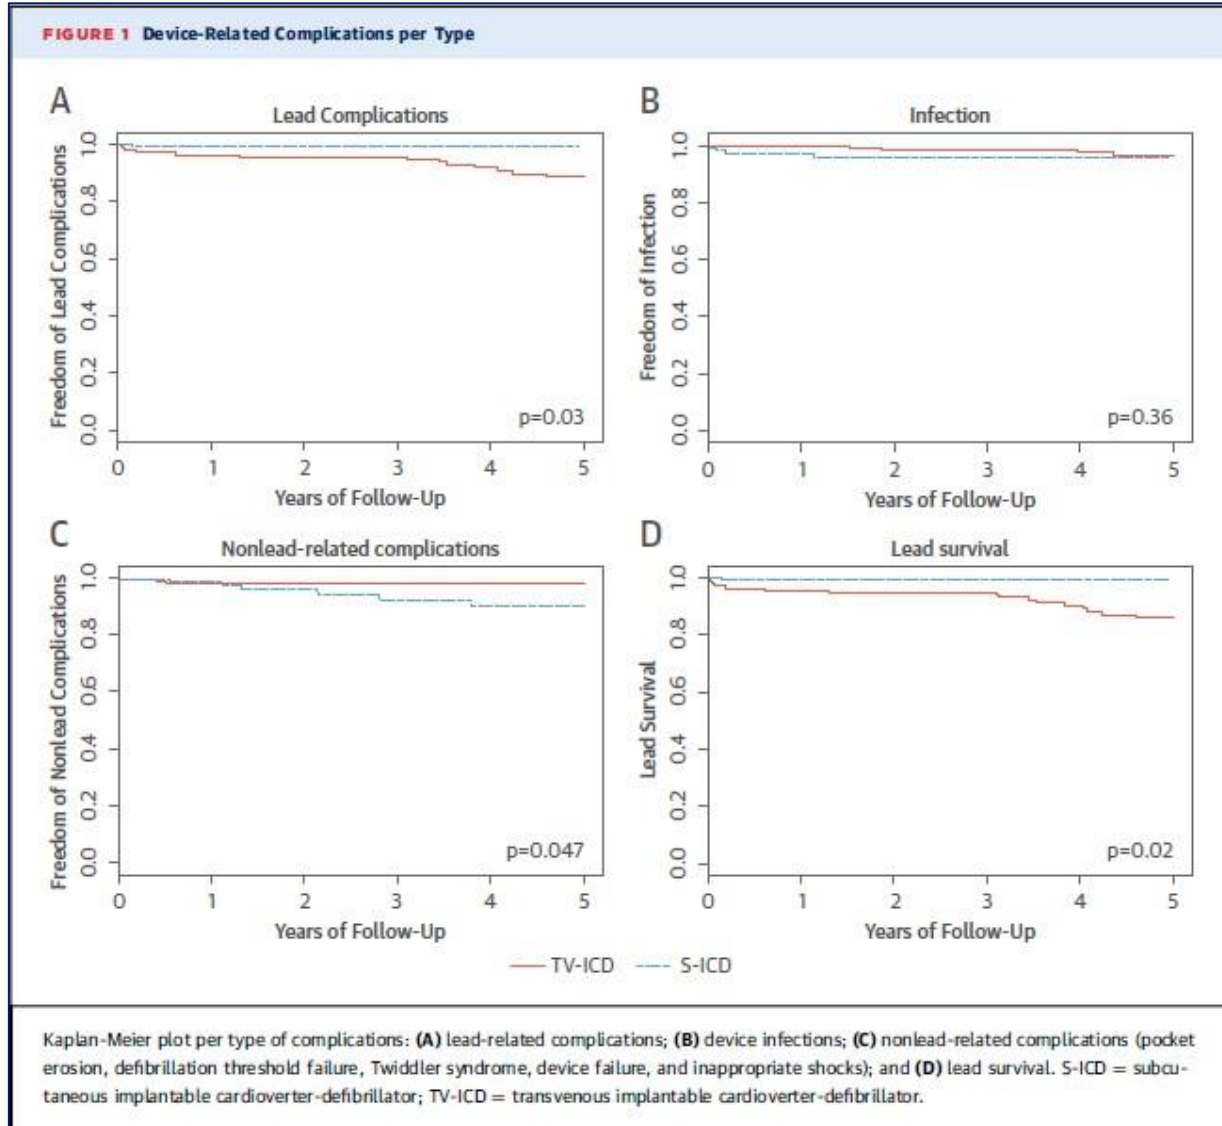 FIGURE 1 Device-Related Complications per Type
A
Lead Complications
Freedom of Lead Complications
1.0
0.8
0.6
0.4
0.2
0.0
p=0.03
0 1 2 3 4 5
Years of Follow-Up
B
Infection
Freedom of Infection
1.0
0.8
0.6
0.4
0.2
0.0
p=0.36
0 1 2 3 4 5
Years of Follow-Up
C
Nonlead-related complications
Freedom of Nonlead Complications
1.0
0.8
0.6
0.4
0.2
0.0
p=0.047
0 1 2 3 4 5
Years of Follow-Up
D
Lead survival
Lead Survival
1.0
0.8
0.6
0.4
0.2
0.0
p=0.02
0 1 2 3 4 5
Years of Follow-Up
TV-ICD S-ICD
Kaplan-Meier plot per type of complications: (A) lead-related complications; (B) device infections; (C) nonlead-related complications (pocket
erosion, defibrillation threshold failure, Twiddler syndrome, device failure, and inappropriate shocks); and (D) lead survival. S-ICD = subcu-
taneous implantable cardioverter-defibrillator; TV-ICD = transvenous implantable cardioverter-defibrillator.